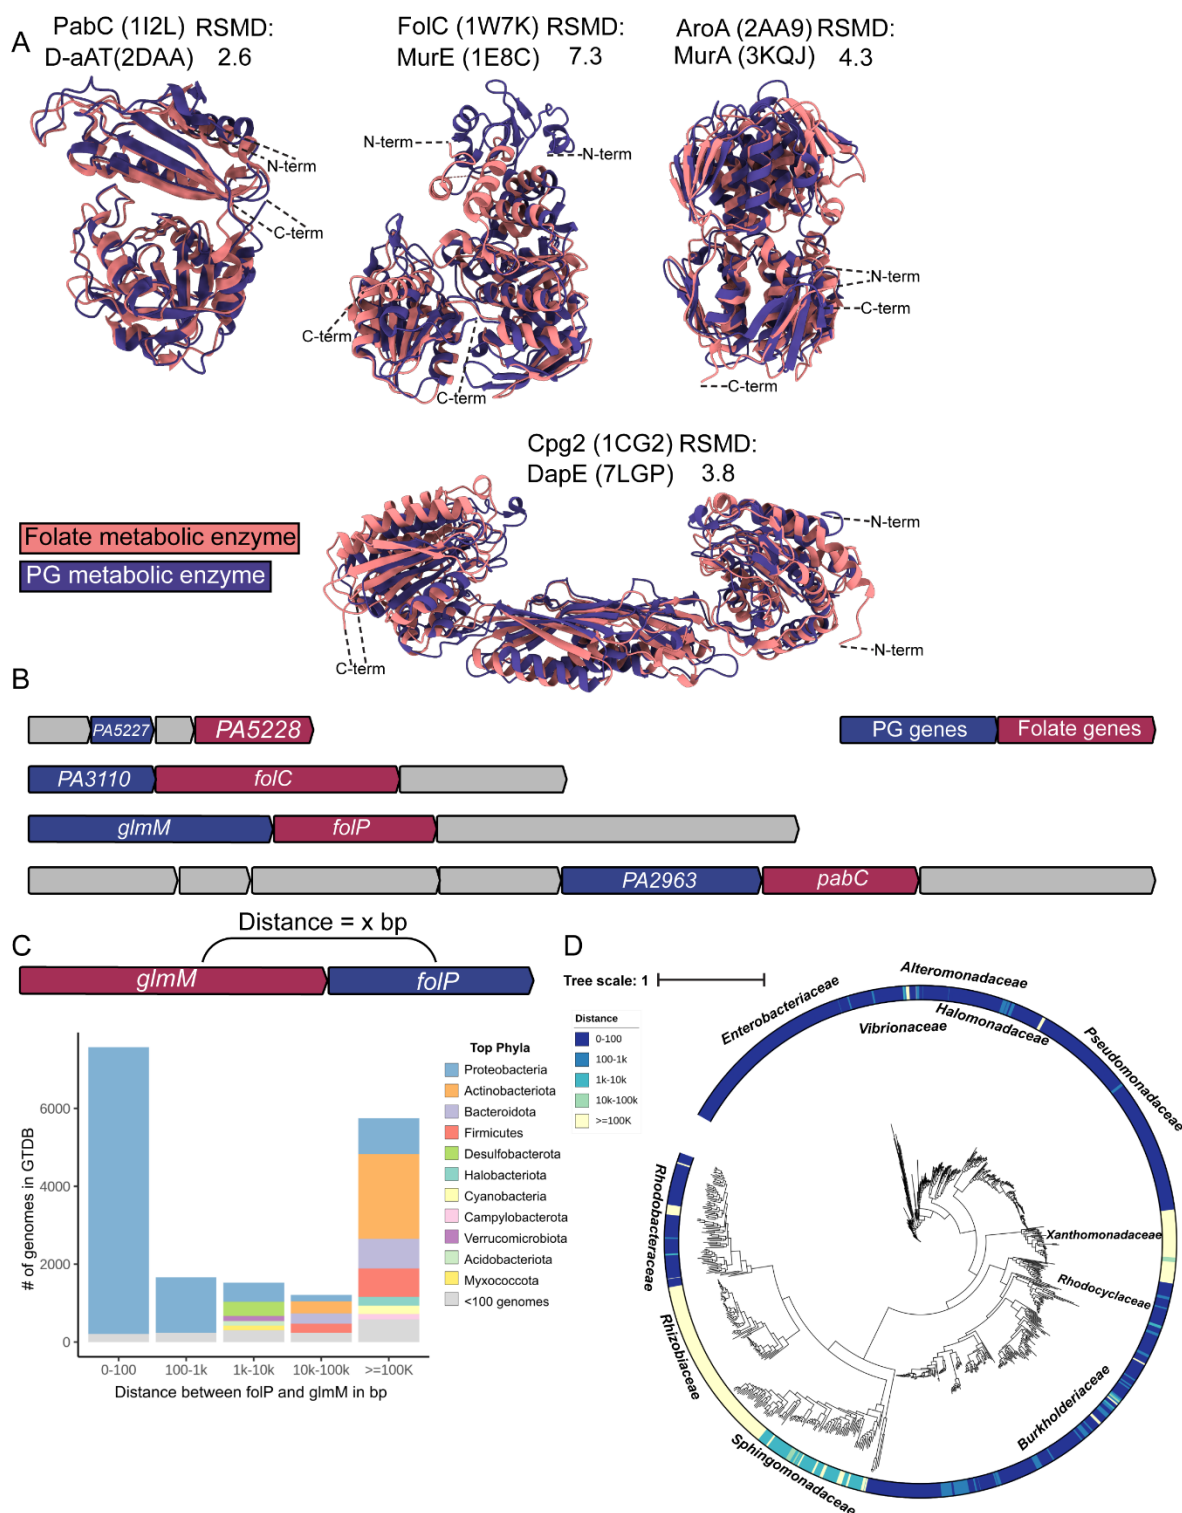 A
PabC (1I2L) RSMD:
D-aAT(2DAA) 2.6
FolC (1W7K) RSMD:
MurE (1E8C) 7.3
AroA (2AA9) RSMD:
MurA (3KQJ) 4.3
N-term
C-term
N-term
N-term
C-term
C-term
N-term
C-term
C-term
Cpg2 (1CG2) RSMD:
DapE (7LGP) 3.8
Folate metabolic enzyme
PG metabolic enzyme
N-term
N-term
C-term
B
PA5227
PA5228
PG genes
Folate genes
PA3110
folC
glmM
folP
PA2963
pabC
C
Distance = x bp
glmM
folP
# of genomes in GTDB
6000
4000
2000
0
0-100
100-1k
1k-10k
10k-100k
>=100K
Distance between folP and glmM in bp
Top Phyla
Proteobacteria
Actinobacteriota
Bacteroidota
Firmicutes
Desulfobacterota
Halobacteriota
Cyanobacteria
Campylobacterota
Verrucomicrobiota
Acidobacteriota
Myxococcota
<100 genomes
D
Tree scale: 1
Distance
0-100
100-1k
1k-10k
10k-100k
>=100K
Enterobacteriaceae
Alteromonadaceae
Vibrionaceae
Halomonadaceae
Pseudomonadaceae
Xanthomonadaceae
Rhodocyclaceae
Burkholderiaceae
Sphingomonadaceae
Rhizobiaceae
Rhodobacteraceae